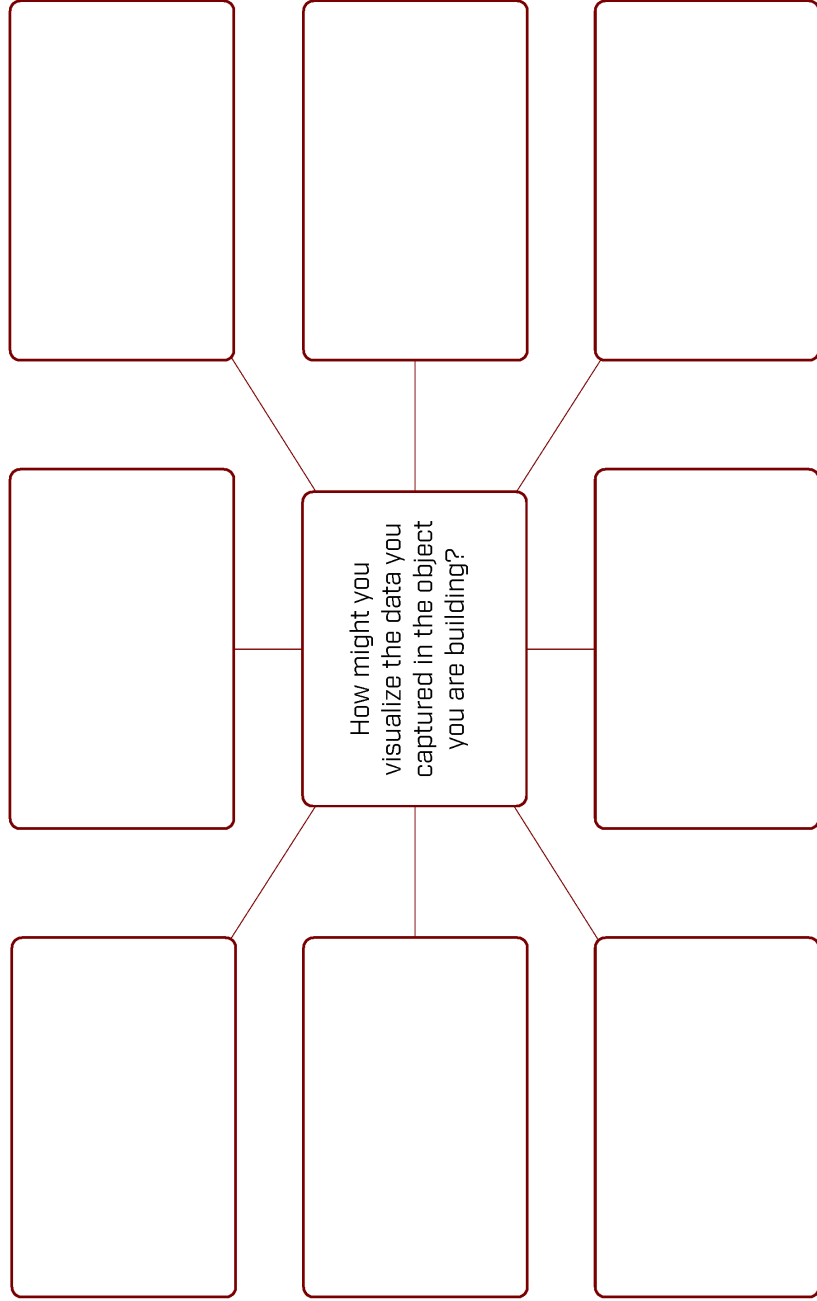 How might you
visualize the data you
captured in the object
you are building?